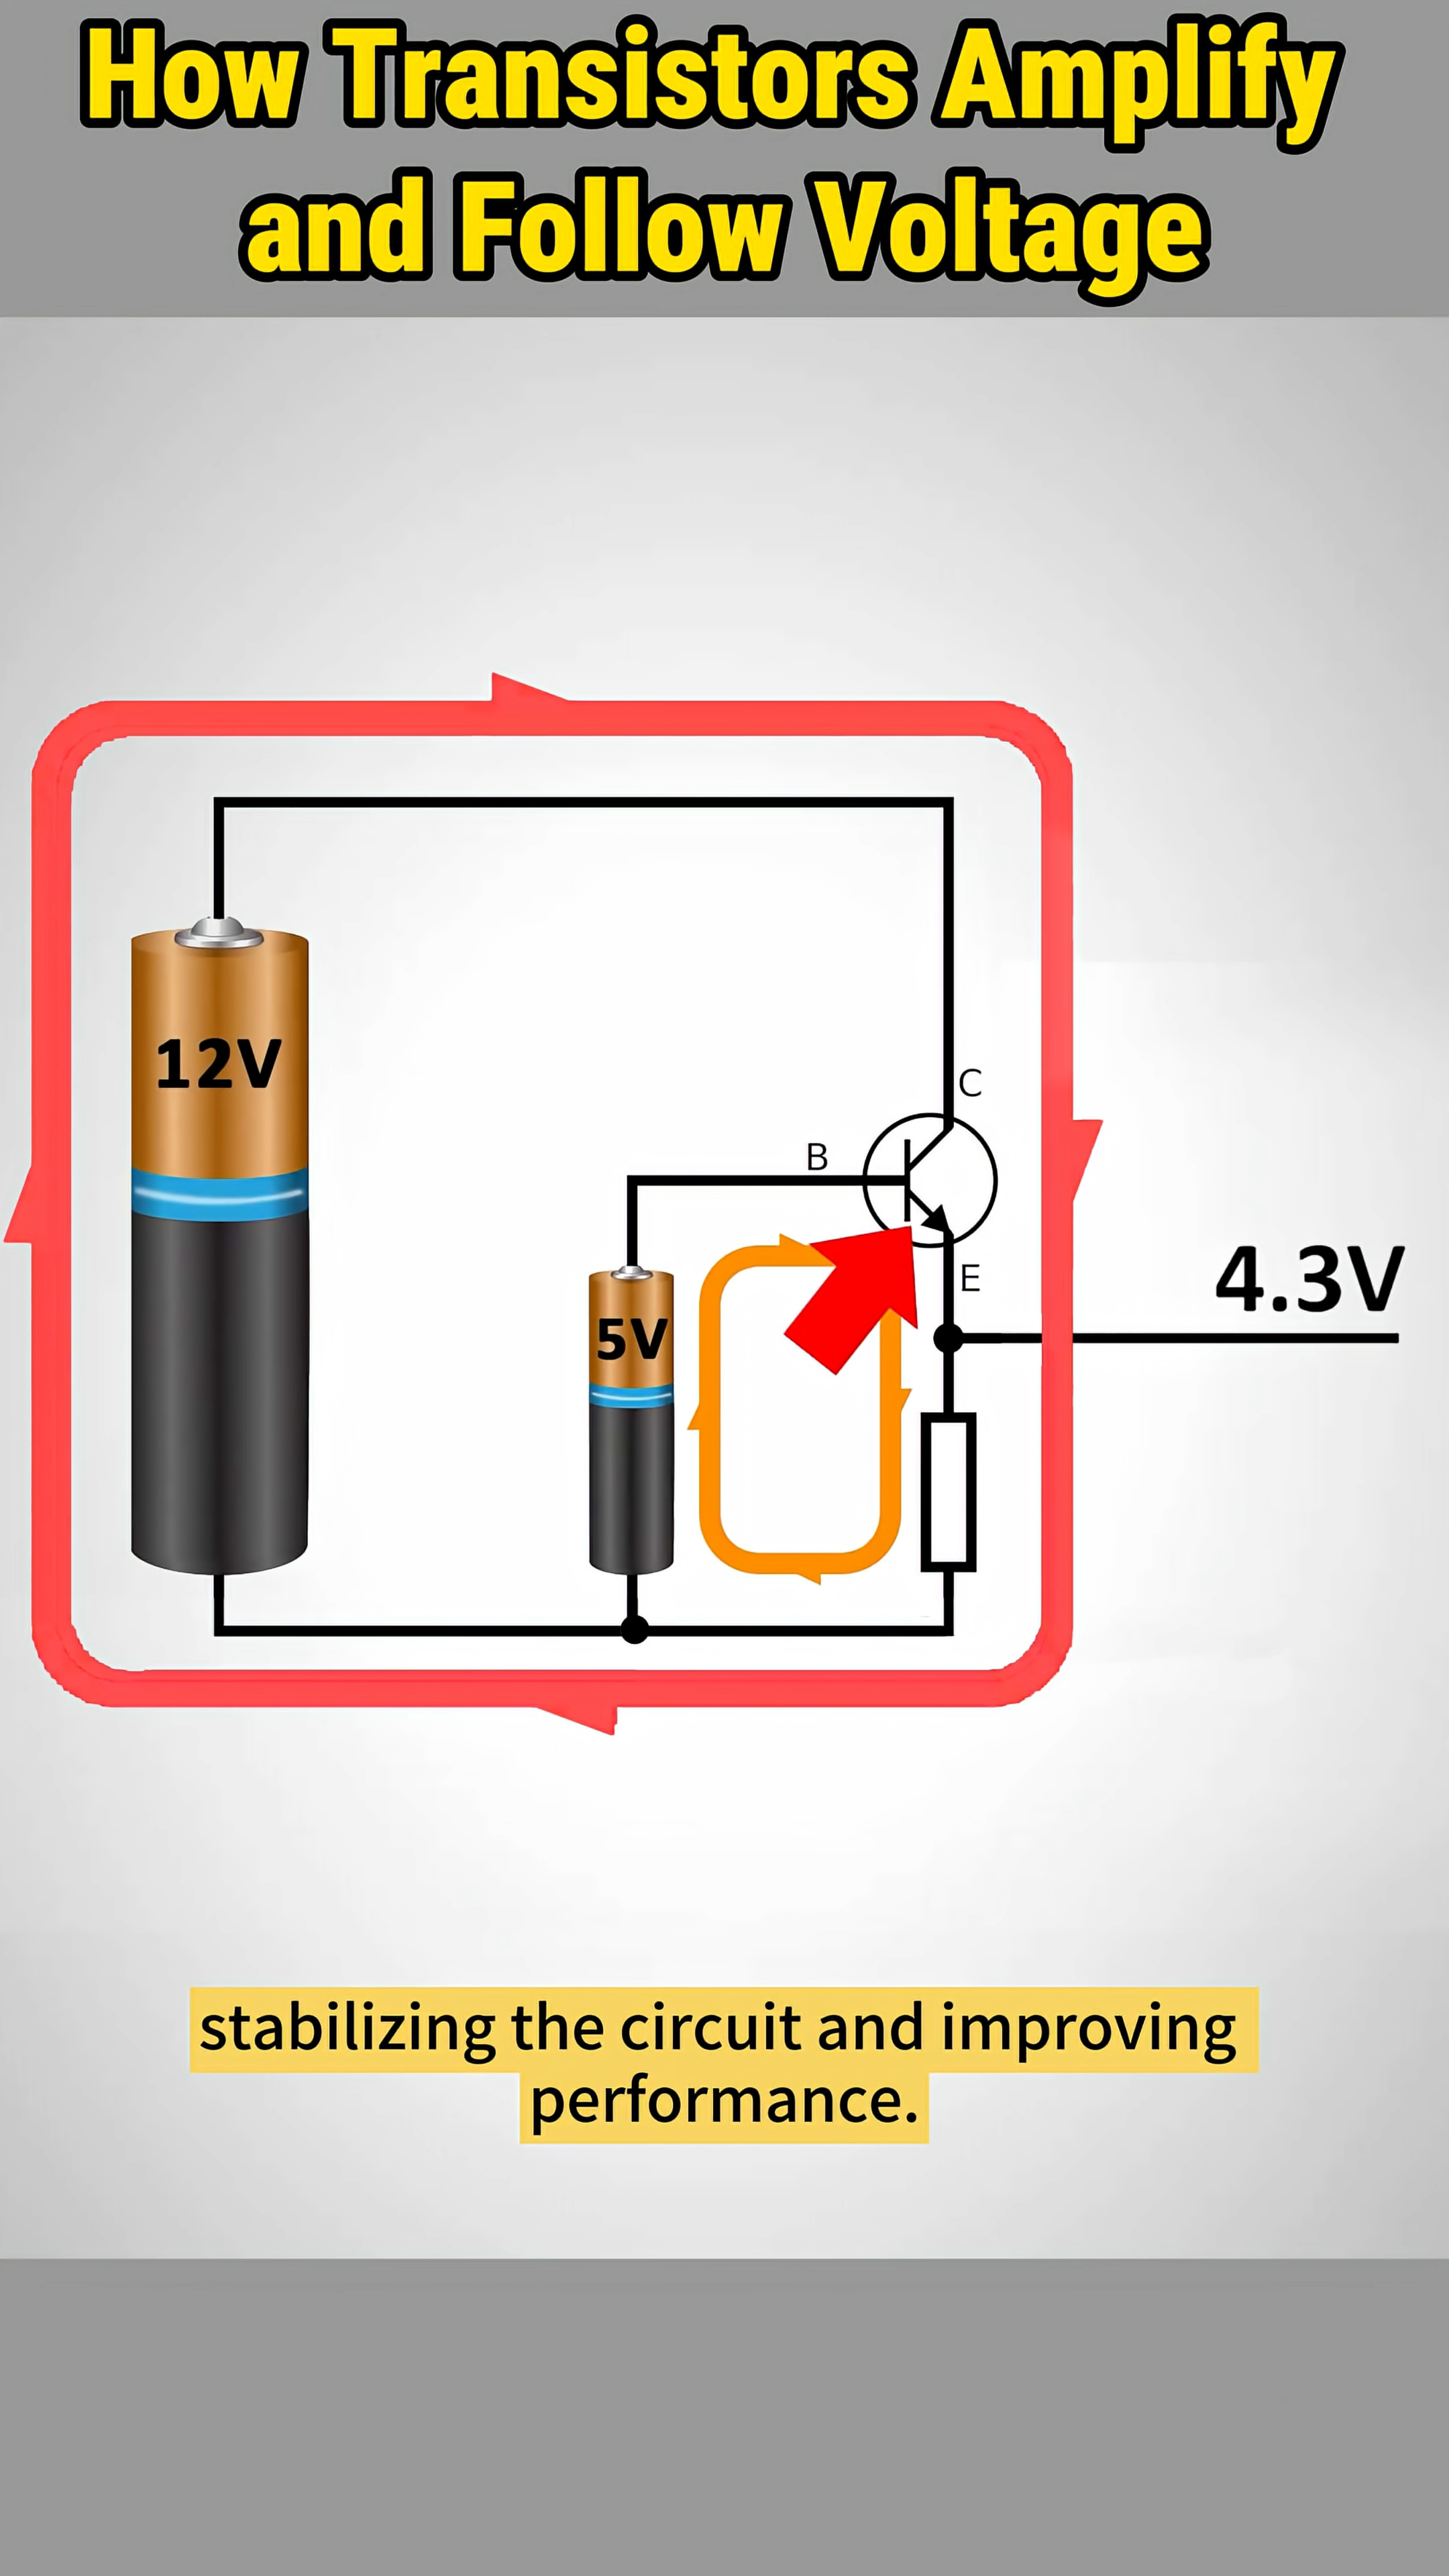 How Transistors Amplify
and Follow Voltage
12V
C
B
E
4.3V
5V
stabilizing the circuit and improving
performance.